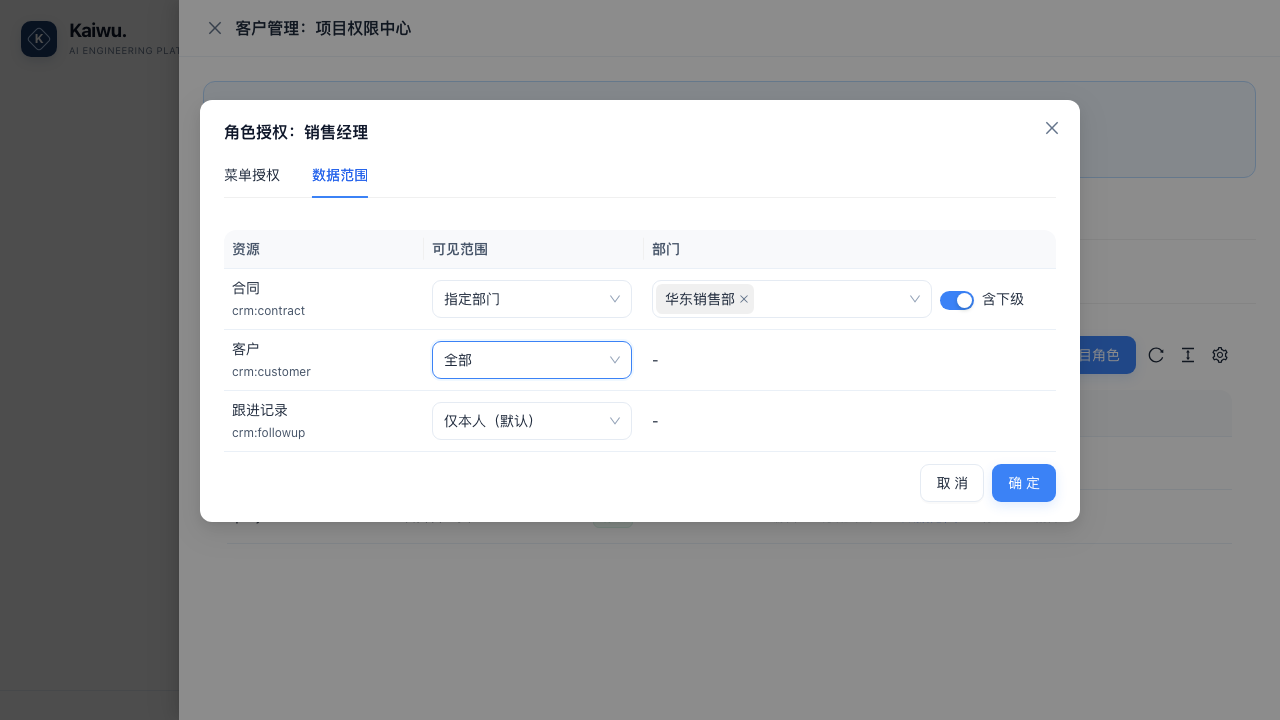 Kaiwu.
AI ENGINEERING PLAT
客户管理：项目权限中心
角色授权：销售经理
菜单授权 数据范围
资源 可见范围 部门
合同
crm:contract
指定部门 华东销售部 含下级
客户
crm:customer
全部 -
目角色
跟进记录
crm:followup
仅本人（默认） -
取 消 确 定